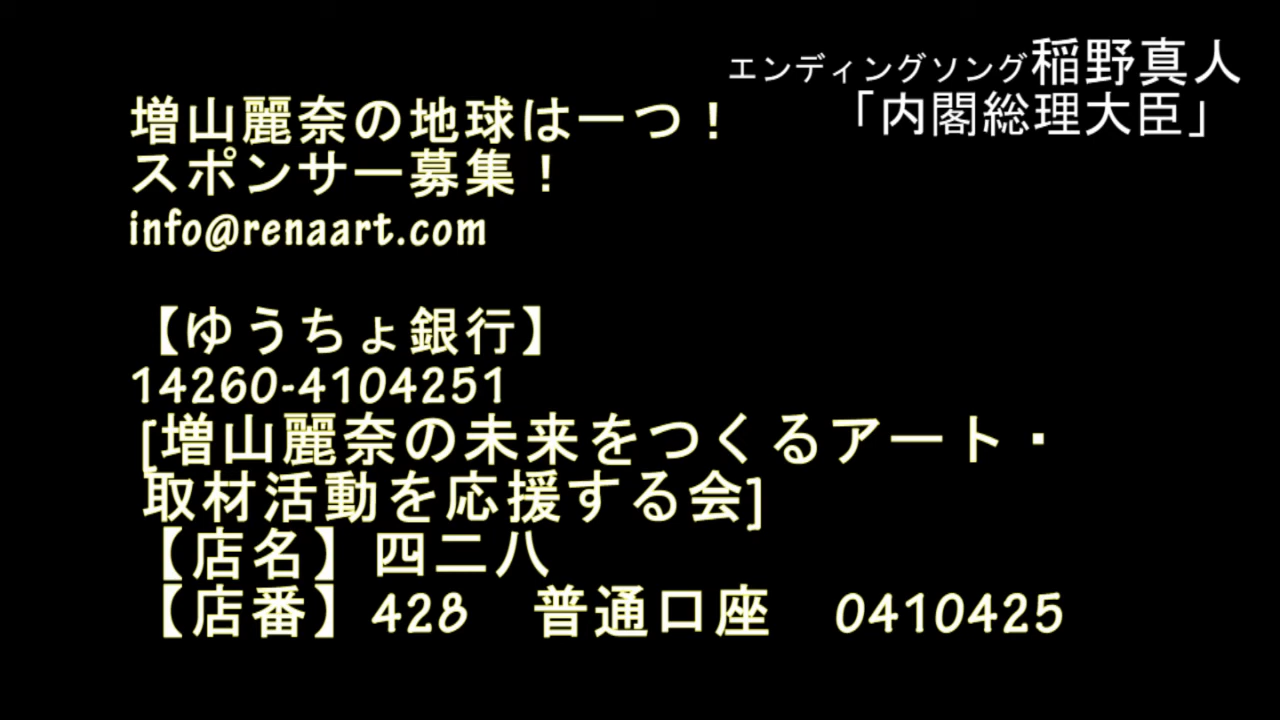 エンディングソング稲野真人
「内閣総理大臣」
増山麗奈の地球は一つ！
スポンサー募集！
info@renaart.com
【ゆうちょ銀行】
14260-4104251
[増山麗奈の未来をつくるアート・
取材活動を応援する会]
【店名】四二八
【店番】428　普通口座　0410425